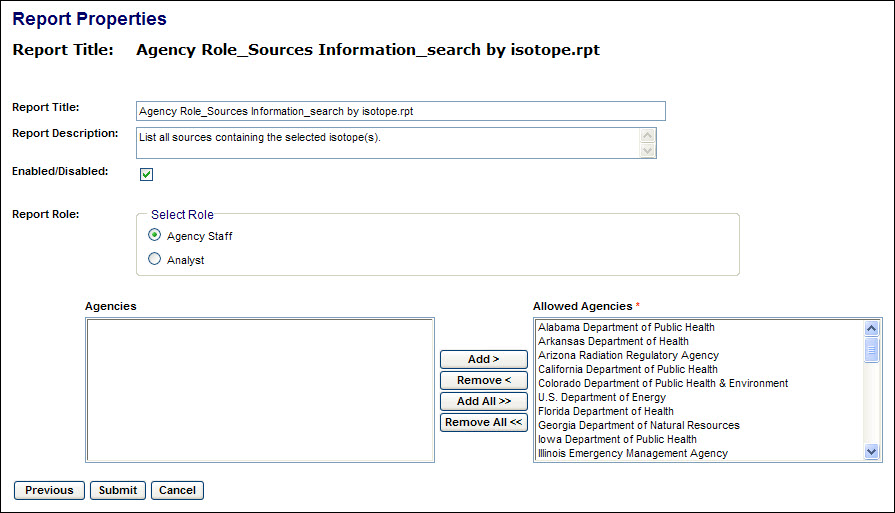 Report Properties
Report Title: Agency Role_Sources Information_search by isotope.rpt
Report Title: Agency Role_Sources Information_search by isotope.rpt
Report Description: List all sources containing the selected isotope(s).
Enabled/Disabled:
Report Role: Select Role
Agency Staff
Analyst
Agencies
Allowed Agencies *
Alabama Department of Public Health
Arkansas Department of Health
Arizona Radiation Regulatory Agency
California Department of Public Health
Colorado Department of Public Health & Environment
U.S. Department of Energy
Florida Department of Health
Georgia Department of Natural Resources
Iowa Department of Public Health
Illinois Emergency Management Agency
Add >
Remove <
Add All >>
Remove All <<
Previous Submit Cancel